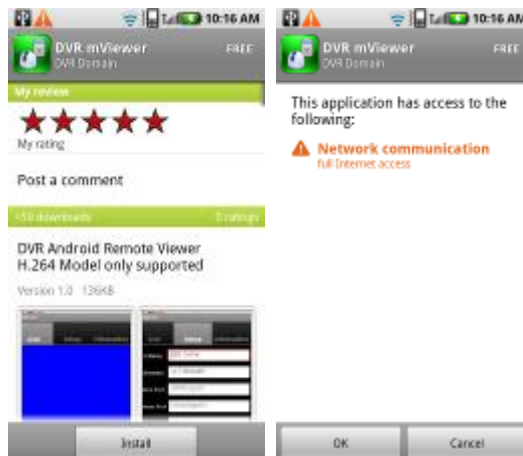 10:16 AM
DVR mViewer
FREE
DVR Domain
My review
My rating
Post a comment
<50 downloads
0 ratings
DVR Android Remote Viewer
H.264 Model only supported
Version 1.0 136KB
Install
10:16 AM
DVR mViewer
FREE
DVR Domain
This application has access to the
following:
Network communication
full Internet access
OK
Cancel